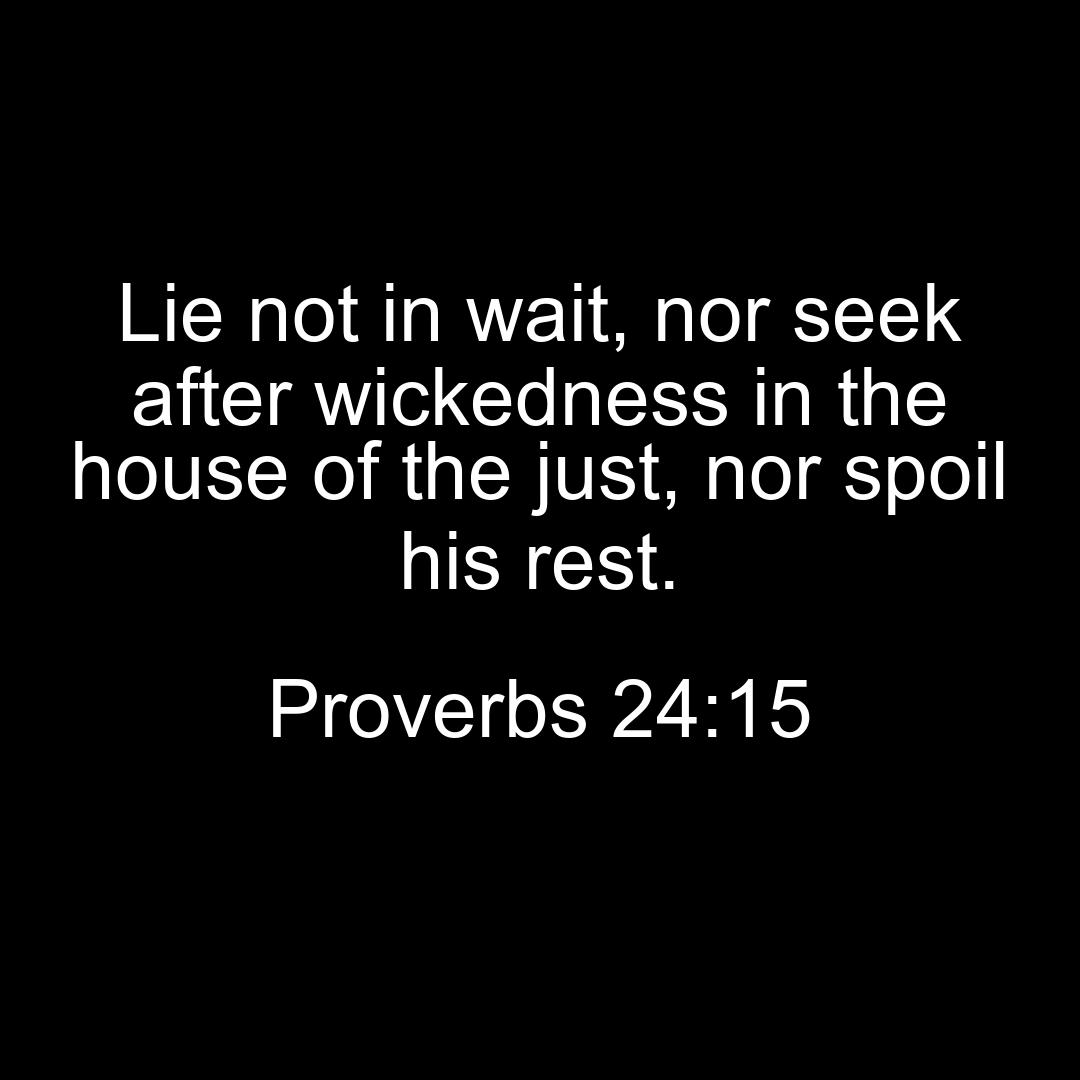 Lie not in wait, nor seek
after wickedness in the
house of the just, nor spoil
his rest.
Proverbs 24:15